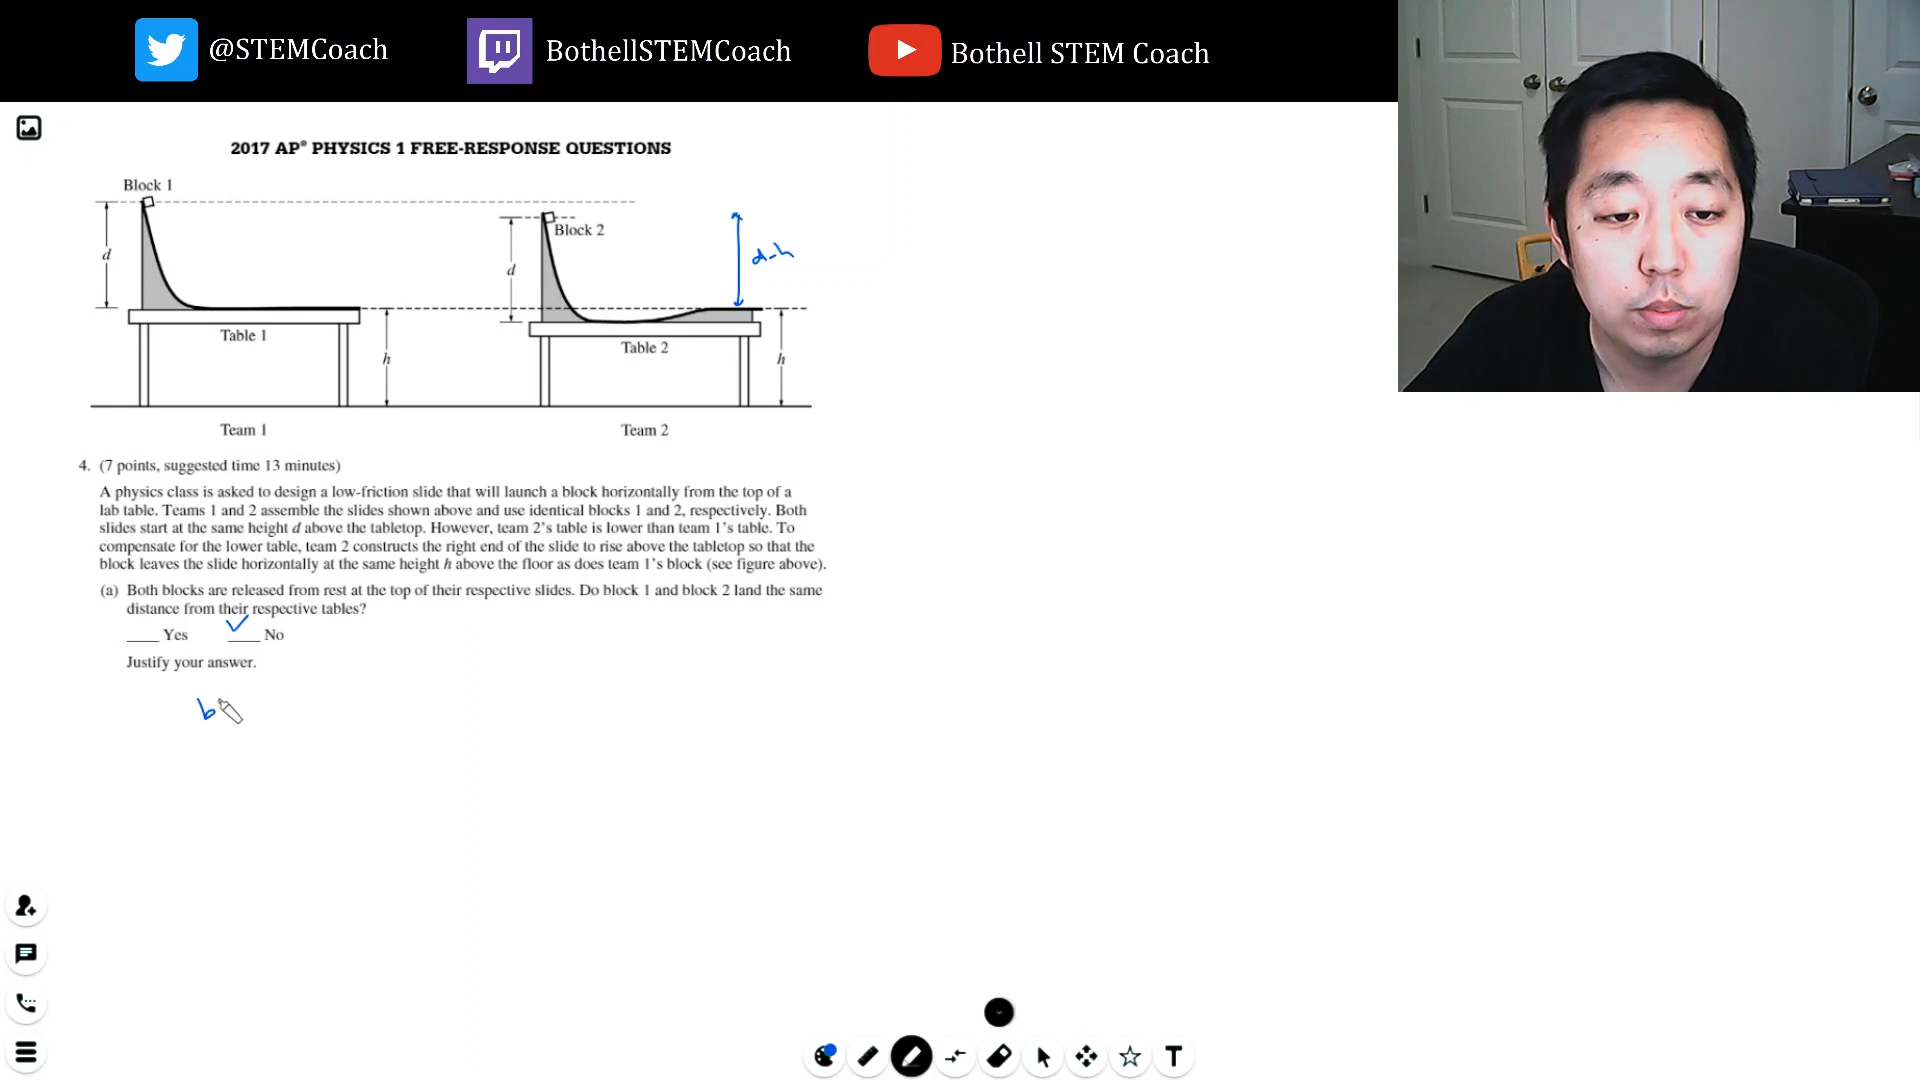 @STEMCoach
BothellSTEMCoach
Bothell STEM Coach
2017 AP® PHYSICS 1 FREE-RESPONSE QUESTIONS
Block 1
d
Table 1
h
Team 1
Block 2
d
d-h
Table 2
h
Team 2
4. (7 points, suggested time 13 minutes)
A physics class is asked to design a low-friction slide that will launch a block horizontally from the top of a
lab table. Teams 1 and 2 assemble the slides shown above and use identical blocks 1 and 2, respectively. Both
slides start at the same height d above the tabletop. However, team 2's table is lower than team 1's table. To
compensate for the lower table, team 2 constructs the right end of the slide to rise above the tabletop so that the
block leaves the slide horizontally at the same height h above the floor as does team 1's block (see figure above).
(a) Both blocks are released from rest at the top of their respective slides. Do block 1 and block 2 land the same
distance from their respective tables?
____ Yes ____ No
Justify your answer.
b
T